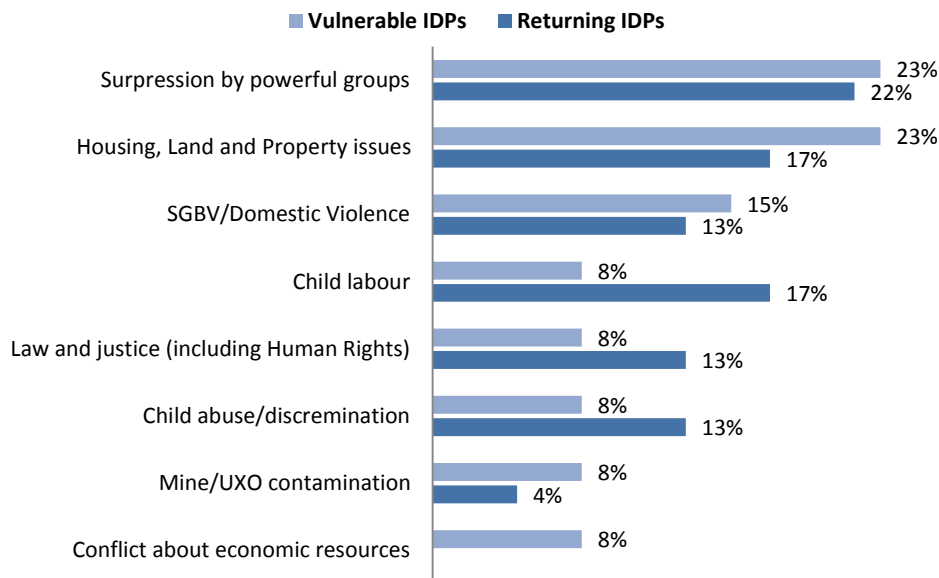 Vulnerable IDPs Returning IDPs
Surpression by powerful groups 23%
22%
Housing, Land and Property issues 23%
17%
SGBV/Domestic Violence 15%
13%
Child labour 8%
17%
Law and justice (including Human Rights) 8%
13%
Child abuse/discremination 8%
13%
Mine/UXO contamination 8%
4%
Conflict about economic resources 8%